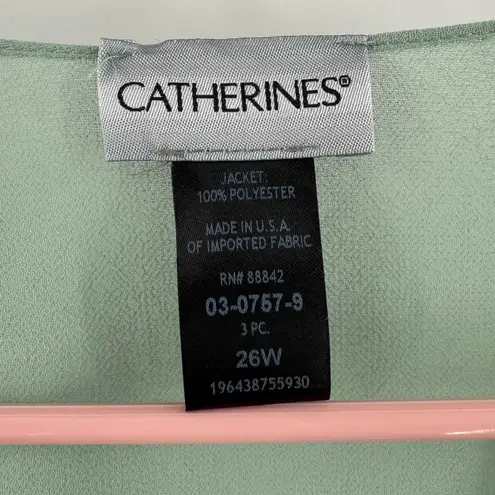 CATHERINES®
JACKET:
100% POLYESTER
MADE IN U.S.A.
OF IMPORTED FABRIC
RN# 88842
03-0757-9
3 PC.
26W
196438755930